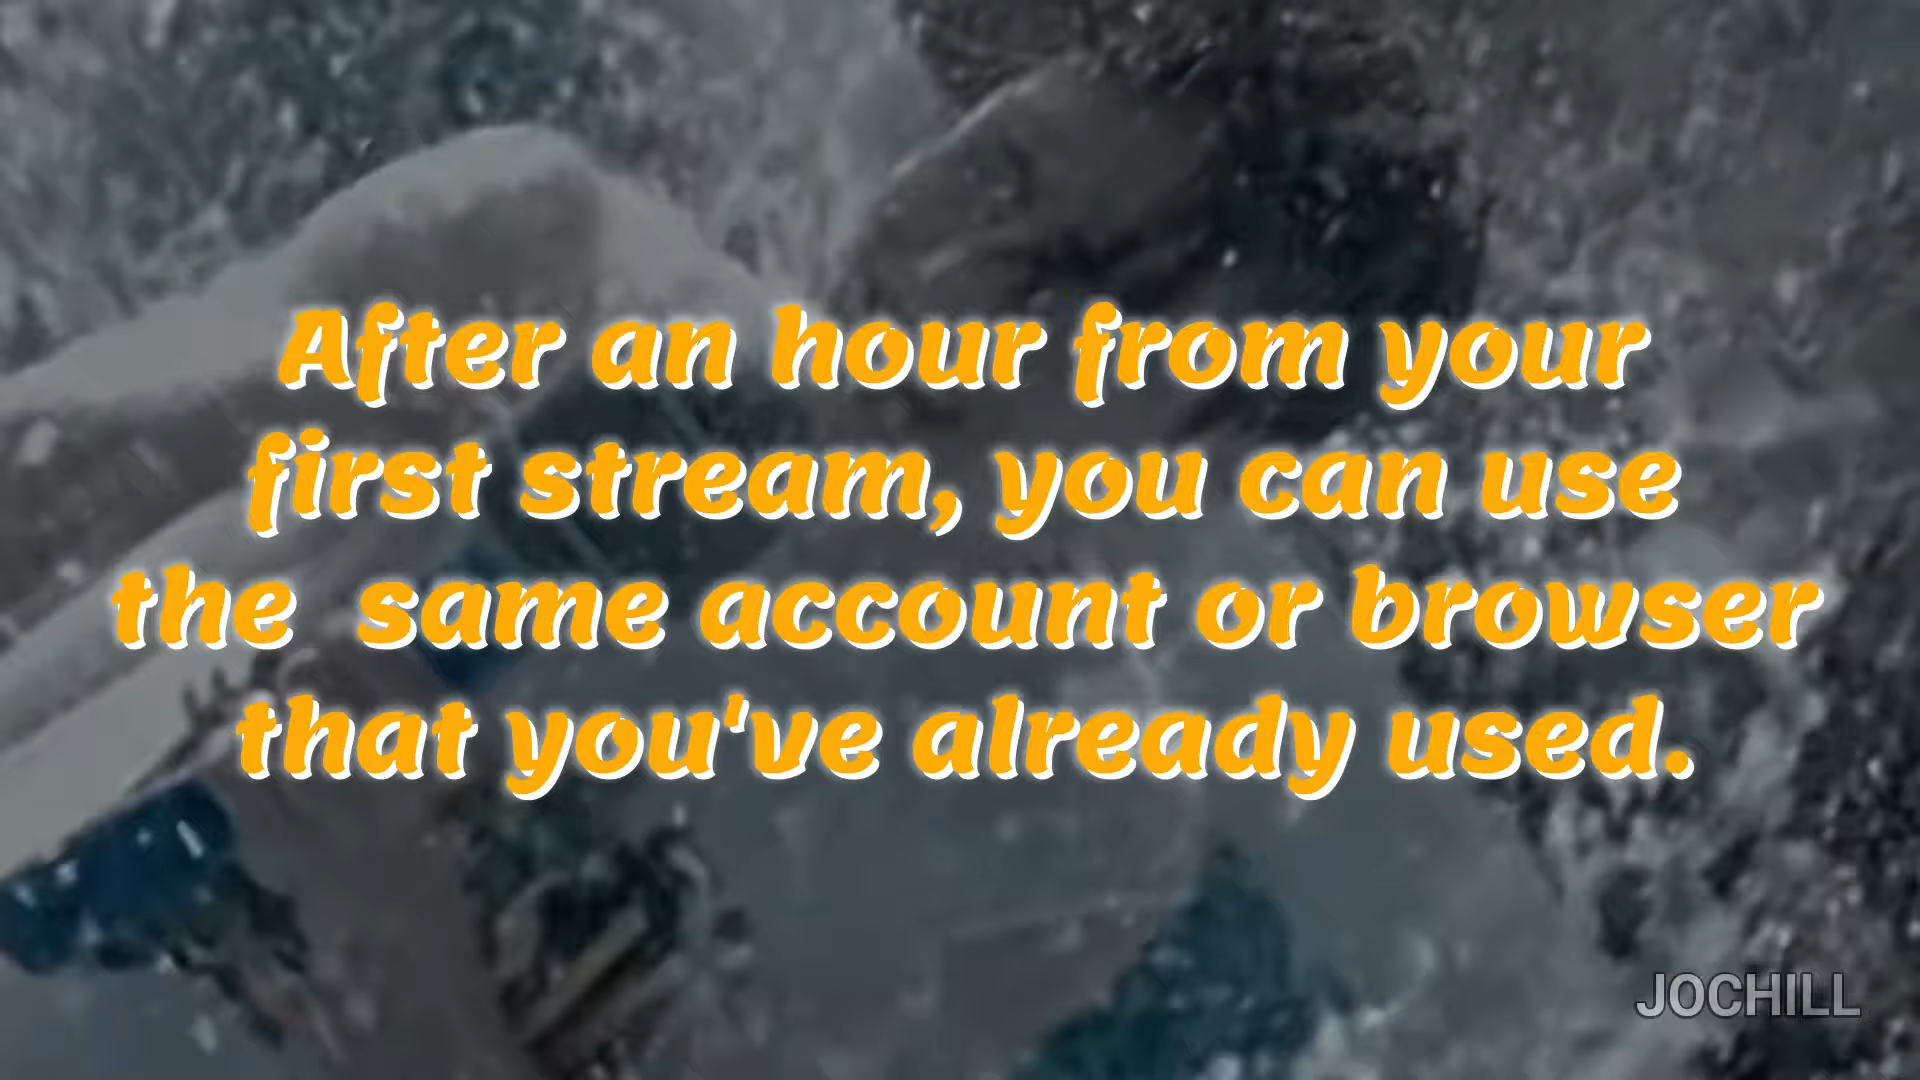 After an hour from your
first stream, you can use
the  same account or browser
that you've already used.
JOCHILL